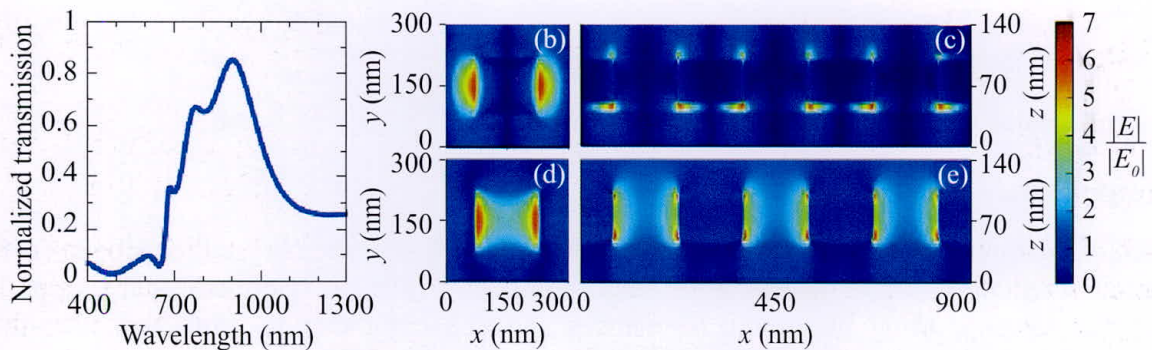 Normalized transmission
1
0.8
0.6
0.4
0.2
0
400
700
1000
1300
Wavelength (nm)
(b)
300
150
0
y (nm)
(c)
140
70
0
z (nm)
(d)
300
150
0
y (nm)
0
150
300
x (nm)
(e)
140
70
0
z (nm)
0
450
900
x (nm)
7
6
5
4
3
2
1
0
|E|
|E₀|